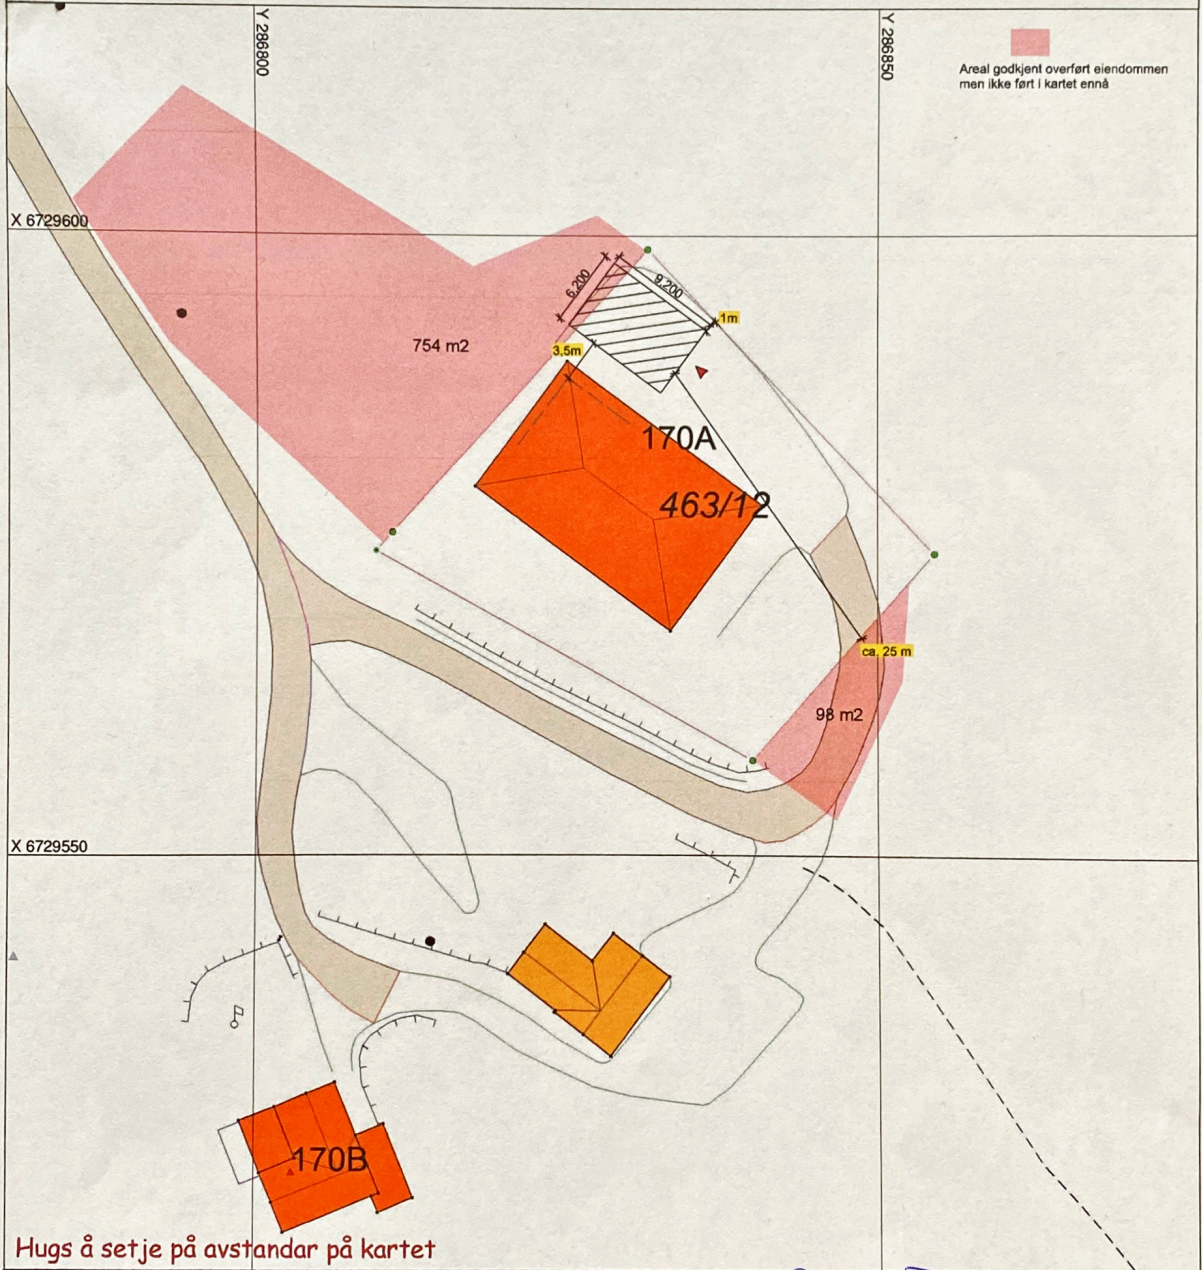 Y 286800
Y 286850
Areal godkjent overført eiendommen
men ikke ført i kartet ennå
X 6729600
6,200
9,200
1m
754 m2
3,5m
170A
463/12
ca. 25 m
98 m2
X 6729550
170B
Hugs å setje på avstandar på kartet